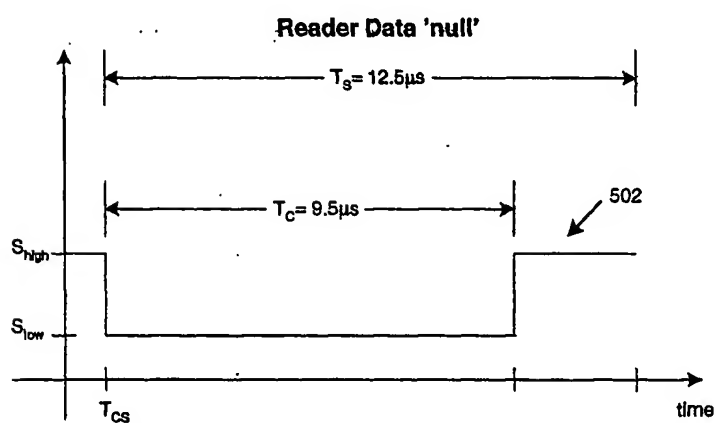 Reader Data 'null'
T_S= 12.5µs
T_C= 9.5µs
502
S_high
S_low
T_CS
time